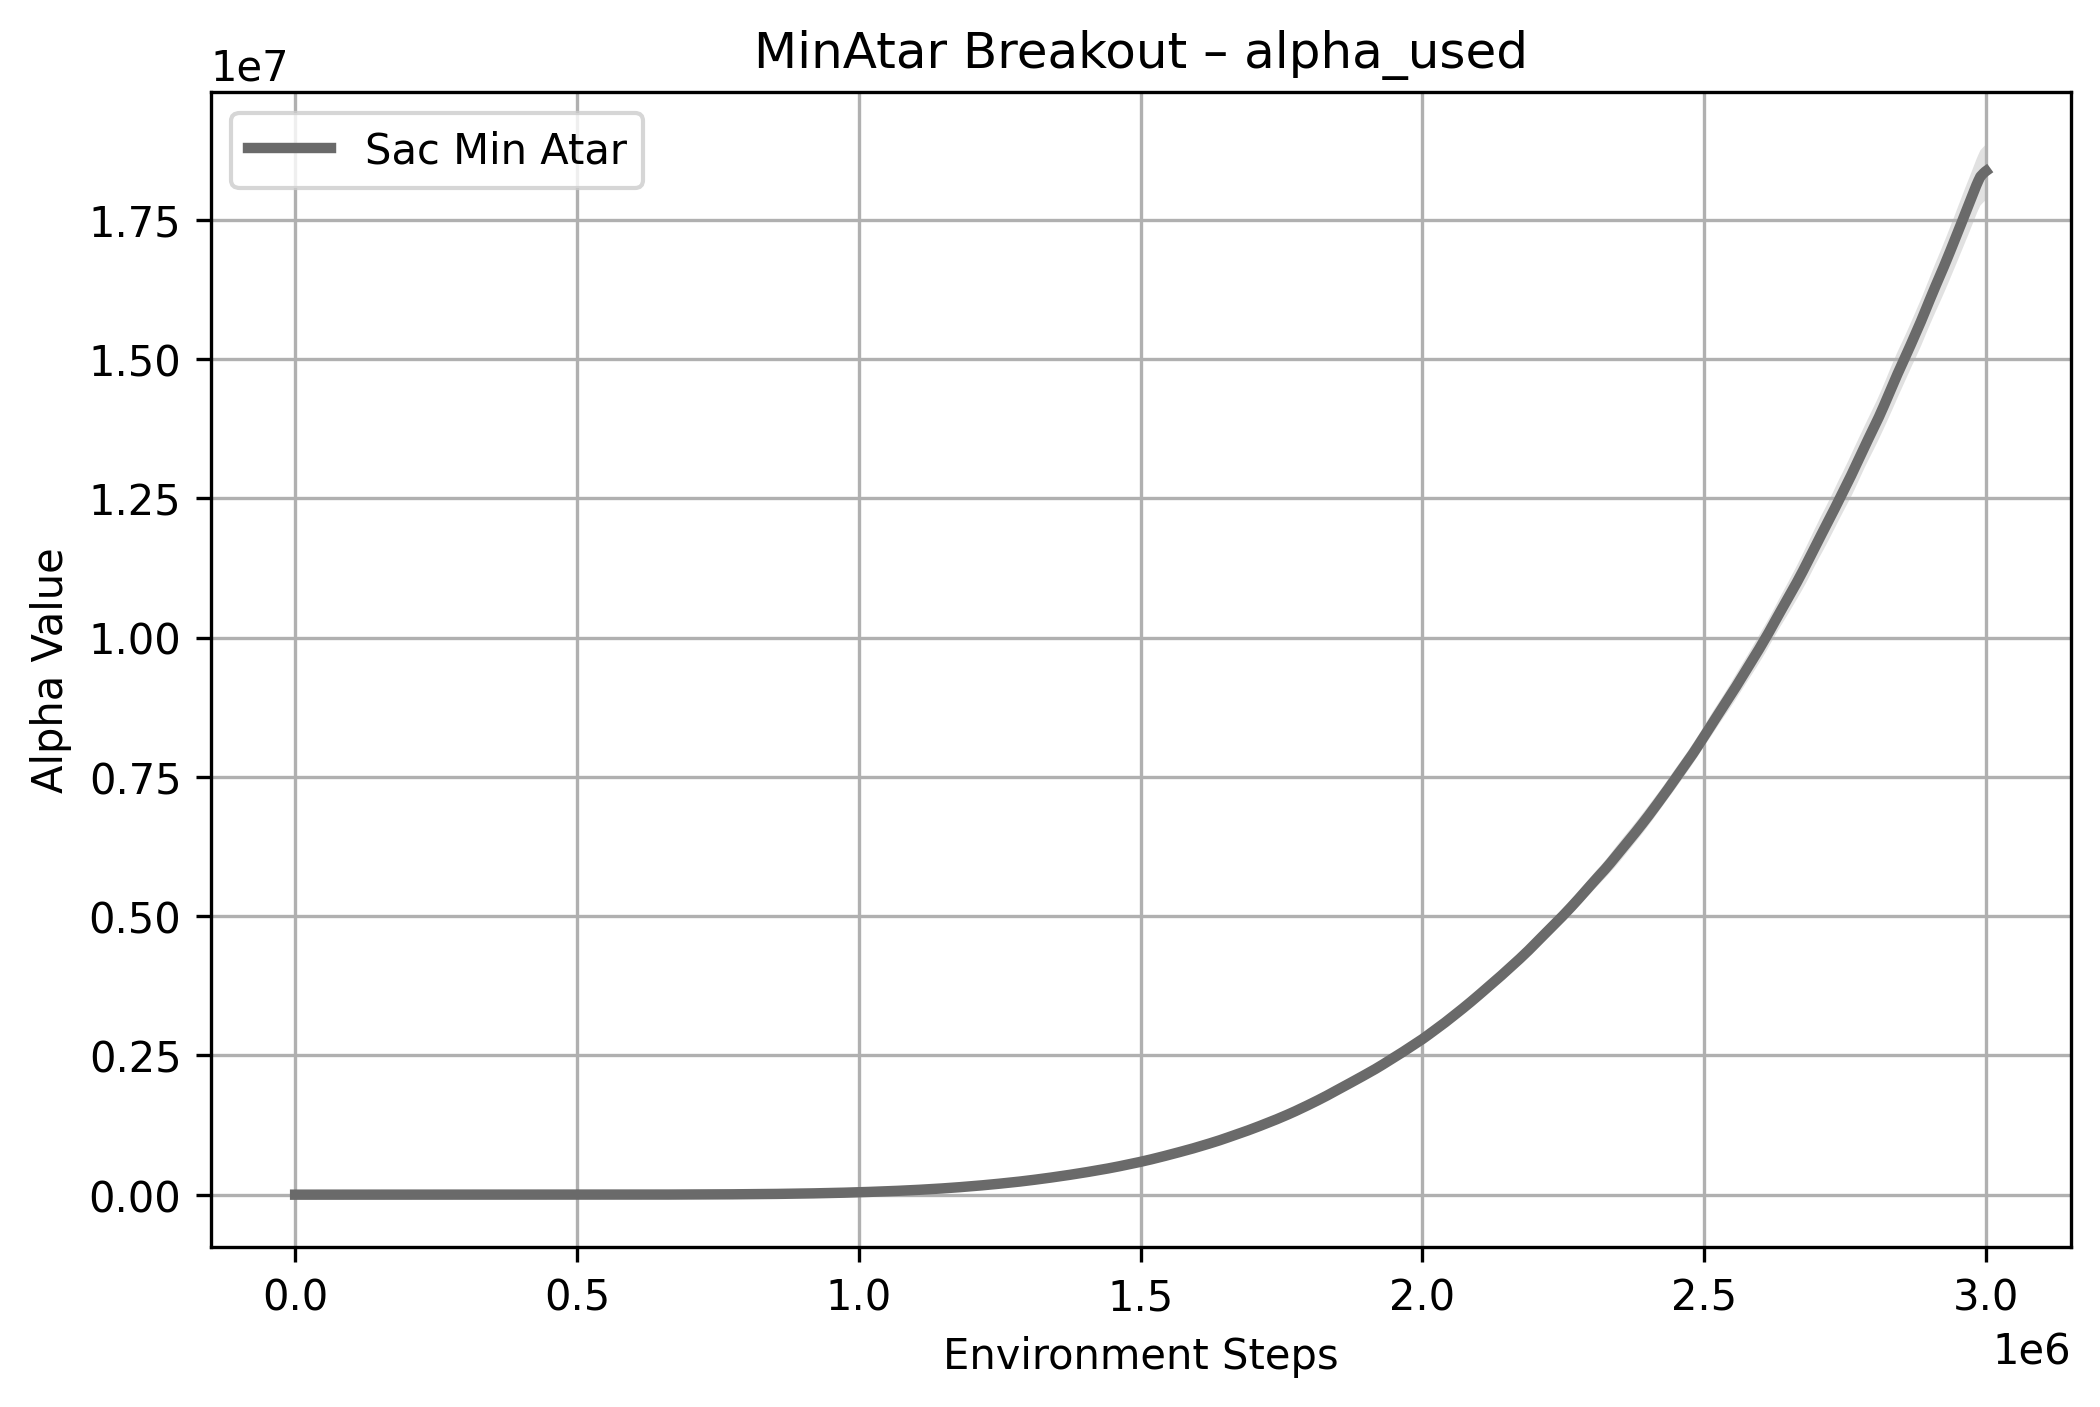 MinAtar Breakout – alpha_used
1e7
Sac Min Atar
1.75
1.50
1.25
1.00
0.75
0.50
0.25
0.00
Alpha Value
0.0 0.5 1.0 1.5 2.0 2.5 3.0
1e6
Environment Steps